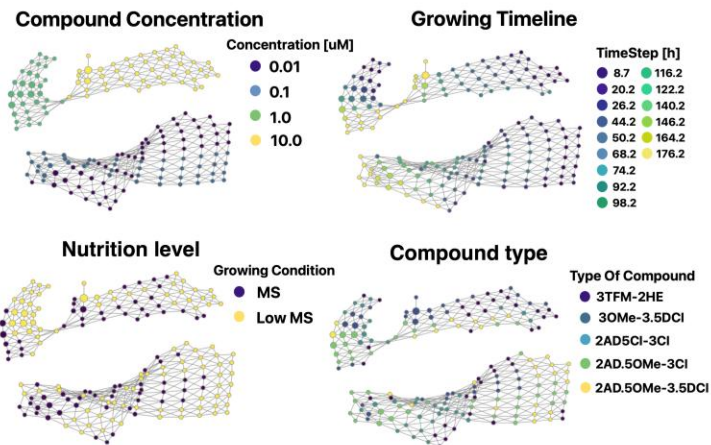 Compound Concentration
Concentration [uM]
0.01
0.1
1.0
10.0
Growing Timeline
TimeStep [h]
8.7 116.2
20.2 122.2
26.2 140.2
44.2 146.2
50.2 164.2
68.2 176.2
74.2
92.2
98.2
Nutrition level
Growing Condition
MS
Low MS
Compound type
Type Of Compound
3TFM-2HE
3OMe-3.5DCl
2AD5Cl-3Cl
2AD.5OMe-3Cl
2AD.5OMe-3.5DCl